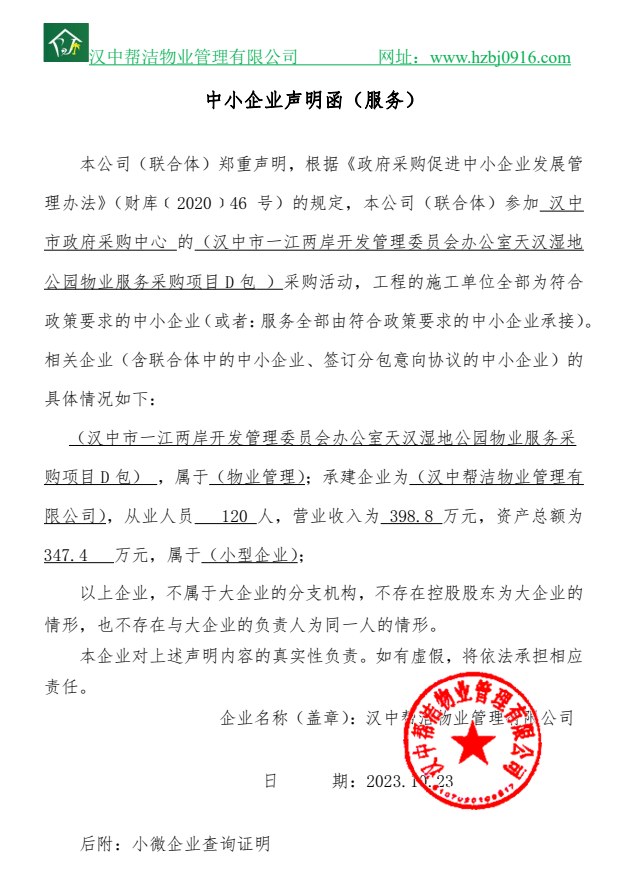 汉中帮洁物业管理有限公司 网址：www.hzbj0916.com
中小企业声明函（服务）
本公司（联合体）郑重声明，根据《政府采购促进中小企业发展管
理办法》（财库﹝2020﹞46 号）的规定，本公司（联合体）参加 汉中
市政府采购中心 的（汉中市一江两岸开发管理委员会办公室天汉湿地
公园物业服务采购项目 D 包 ）采购活动，工程的施工单位全部为符合
政策要求的中小企业（或者：服务全部由符合政策要求的中小企业承接）。
相关企业（含联合体中的中小企业、签订分包意向协议的中小企业）的
具体情况如下：
（汉中市一江两岸开发管理委员会办公室天汉湿地公园物业服务采
购项目 D 包） ，属于（物业管理）；承建企业为（汉中帮洁物业管理有
限公司），从业人员 120 人，营业收入为 398.8 万元，资产总额为
347.4 万元，属于（小型企业）；
以上企业，不属于大企业的分支机构，不存在控股股东为大企业的
情形，也不存在与大企业的负责人为同一人的情形。
本企业对上述声明内容的真实性负责。如有虚假，将依法承担相应
责任。
企业名称（盖章）：汉中帮洁物业管理有限公司
日 期：2023.10.23
汉中帮洁物业管理有限公司
后附：小微企业查询证明